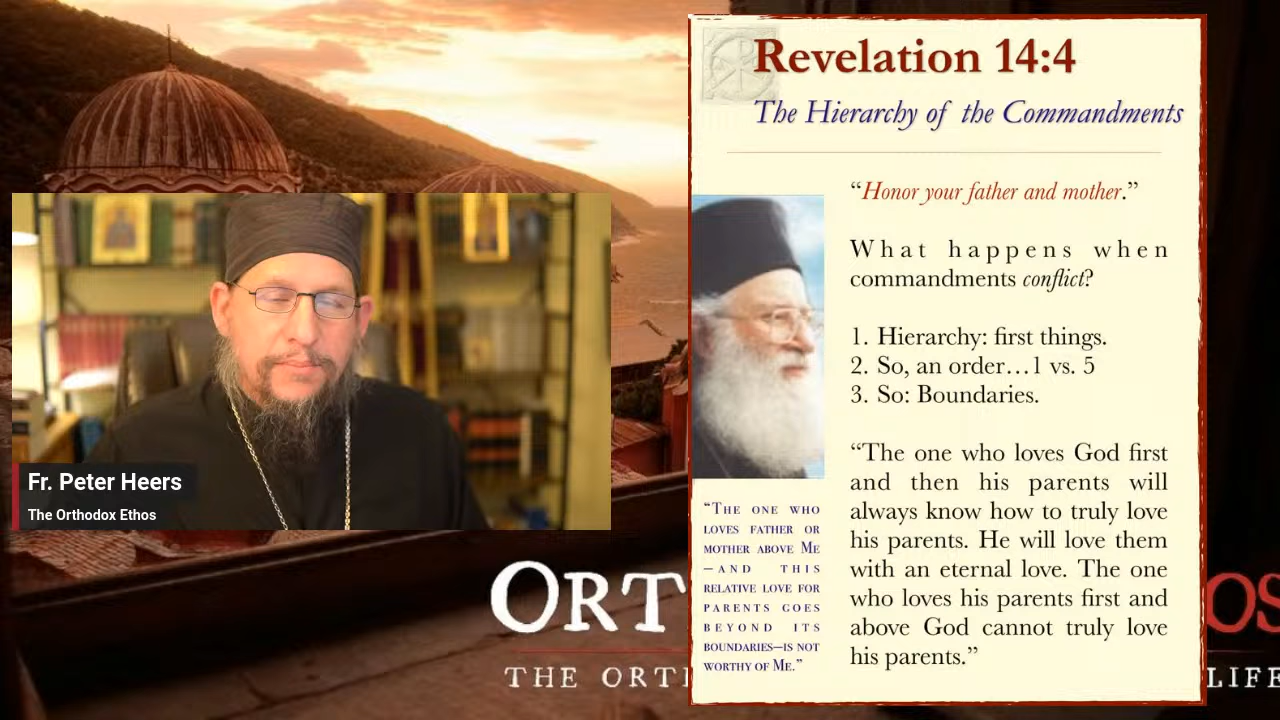 Revelation 14:4
The Hierarchy of the Commandments
“Honor your father and mother.”
What happens when
commandments conflict?
1. Hierarchy: first things.
2. So, an order…1 vs. 5
3. So: Boundaries.
“The one who loves God first
and then his parents will
always know how to truly love
his parents. He will love them
with an eternal love. The one
who loves his parents first and
above God cannot truly love
his parents.”
“The one who
loves father or
mother above Me
—and this
relative love for
parents goes
beyond its
boundaries—is not
worthy of Me.”
Fr. Peter Heers
The Orthodox Ethos
ORT
OS
THE ORT
LIFE